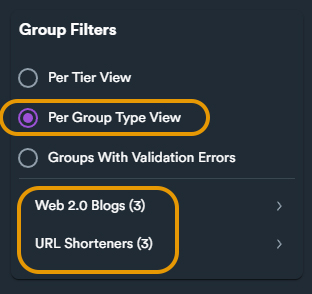 Group Filters
Per Tier View
Per Group Type View
Groups With Validation Errors
Web 2.0 Blogs (3)
URL Shorteners (3)